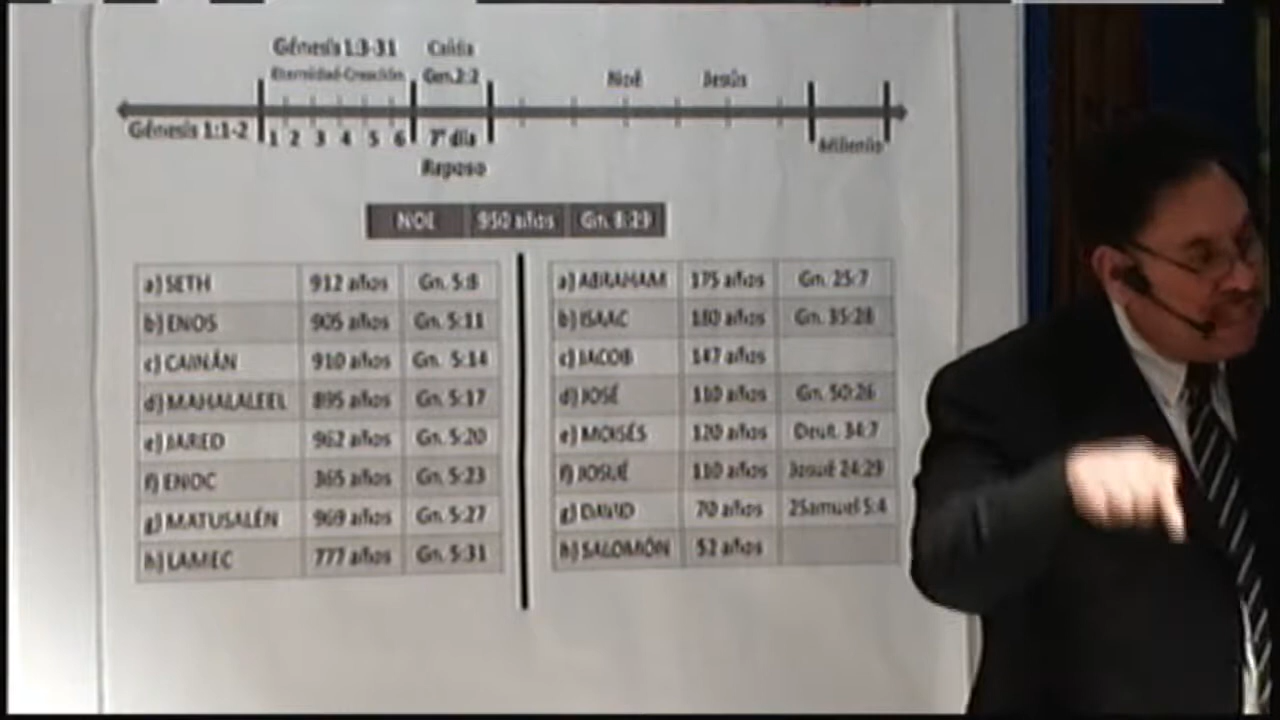 Génesis 1:3-31 Caída
Eternidad-Creación Gen.2:2 Noé Jesús
Génesis 1:1-2 1 2 3 4 5 6 7º día Milenio
Reposo
NOE 950 años Gn.
a) SETH 912 años Gn. 5:8 a) ABRAHAM 175 años Gn. 25:7
b) ENOS 905 años Gn. 5:11 b) ISAAC 180 años Gn. 35:28
c) CAINÁN 910 años Gn. 5:14 c) JACOB 147 años
d) MAHALALEEL 895 años Gn. 5:17 d) JOSÉ 110 años Gn. 50:26
e) JARED 962 años Gn. 5:20 e) MOISÉS 120 años Deut. 34:7
f) ENOC 365 años Gn. 5:23 f) JOSUÉ 110 años Josué 24:29
g) MATUSALÉN 969 años Gn. 5:27 g) DAVID 70 años 2Samuel 5:4
h) LAMEC 777 años Gn. 5:31 h) SALOMÓN 52 años